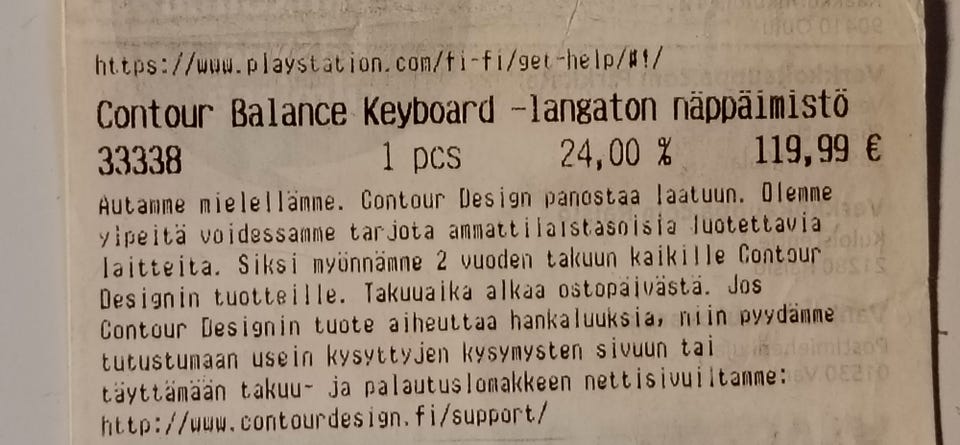 https://www.playstation.com/fi-fi/get-help/#!/
Contour Balance Keyboard -langaton näppäimistö
33338 1 pcs 24,00 % 119,99 €
Autamme mielellämme. Contour Design panostaa laatuun. Olemme
ylpeitä voidessamme tarjota ammattilaistasoisia luotettavia
laitteita. Siksi myönnämme 2 vuoden takuun kaikille Contour
Designin tuotteille. Takuuaika alkaa ostopäivästä. Jos
Contour Designin tuote aiheuttaa hankaluuksia, niin pyydämme
tutustumaan usein kysyttyjen kysymysten sivuun tai
täyttämään takuu- ja palautuslomakkeen nettisivuiltamme:
http://www.contourdesign.fi/support/